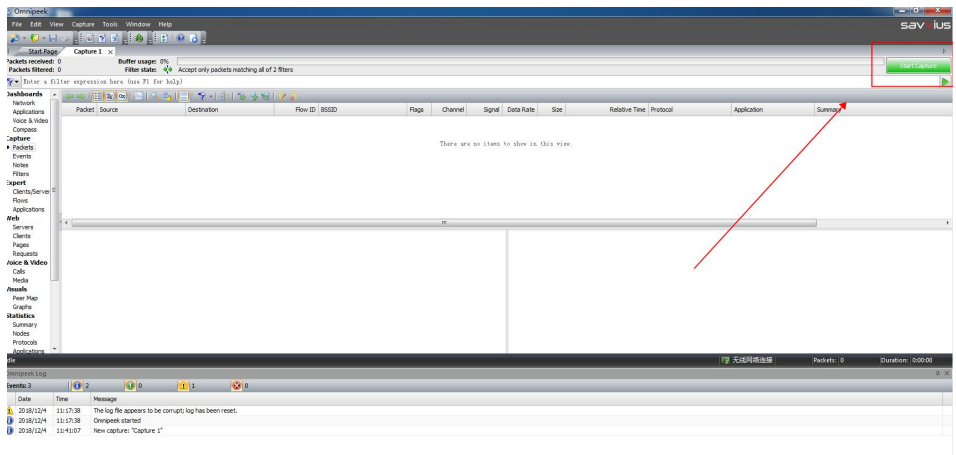 Omnipeek
File Edit View Capture Tools Window Help
savvius
Start Page Capture 1
Packets received: 0 Buffer usage: 0%
Packets filtered: 0 Filter state: Accept only packets matching all of 2 filters
Start Capture
Enter a filter expression here (use F1 for help)
Dashboards
Network
Applications
Voice & Video
Compass
Capture
Packets
Events
Notes
Filters
Expert
Clients/Server
Flows
Applications
Web
Servers
Clients
Pages
Requests
Voice & Video
Calls
Media
Visuals
Peer Map
Graphs
Statistics
Summary
Nodes
Protocols
Applications
Packet Source Destination Flow ID BSSID Flags Channel Signal Data Rate Size Relative Time Protocol Application Summary
There are no items to show in this view.
Idle 无线网络连接 Packets: 0 Duration: 0:00:00
Omnipeek Log
Events: 3 2 0 1 0
Date Time Message
2018/12/4 11:17:38 The log file appears to be corrupt; log has been reset.
2018/12/4 11:17:38 Omnipeek started
2018/12/4 11:41:07 New capture: "Capture 1"